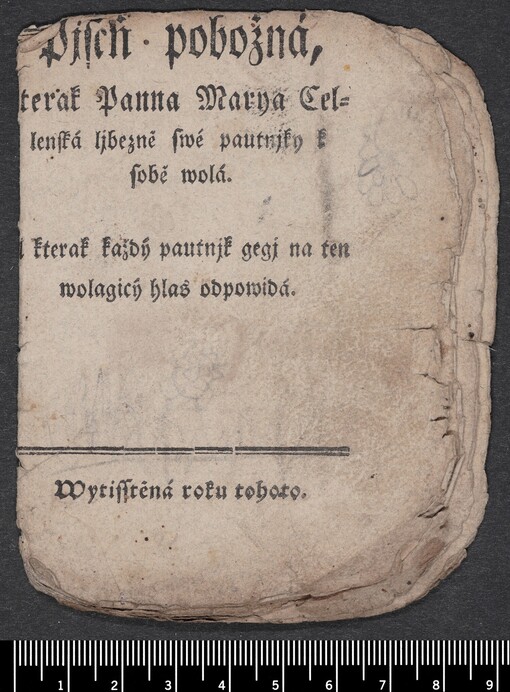 Pjseň pobožná,
kterak Panna Marya Cel-
lenská ljbezně swé pautnjky k
sobě wolá.
kterak každý pautnjk gegj na ten
wolagicý hlas odpowidá.
Wytisstěná roku tohoto.
1 2 3 4 5 6 7 8 9